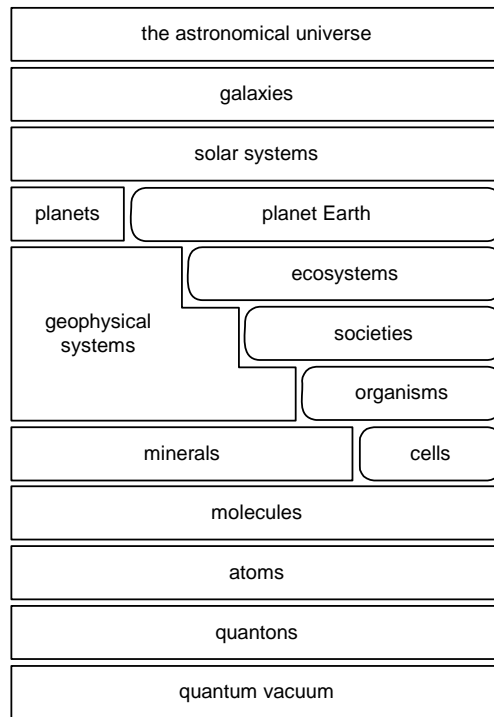 the astronomical universe
galaxies
solar systems
planets
planet Earth
ecosystems
geophysical
systems
societies
organisms
minerals
cells
molecules
atoms
quantons
quantum vacuum